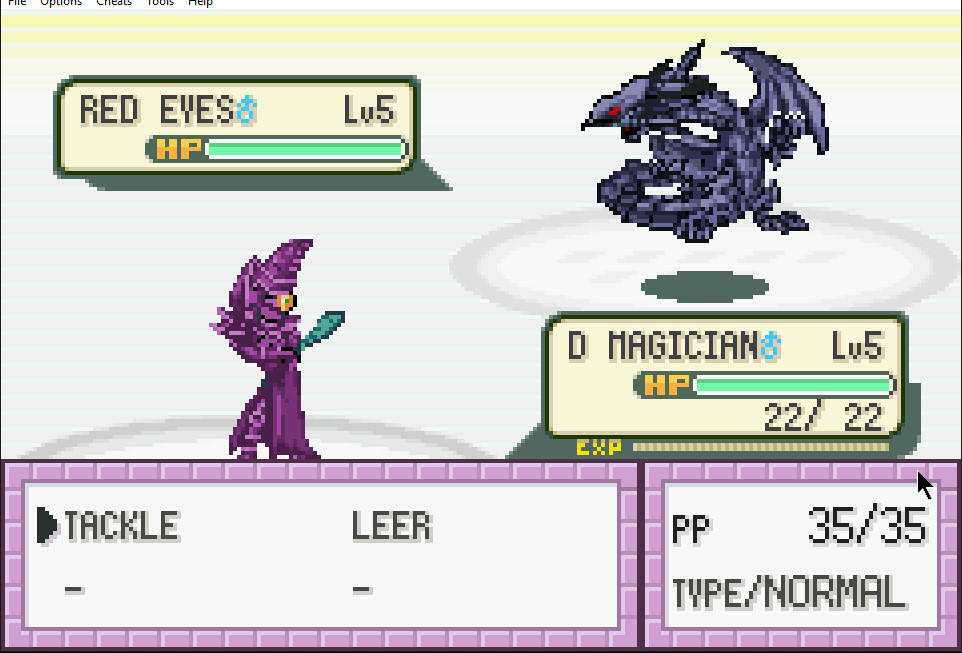 File Options Cheats Tools Help
RED EYES♂ Lv5
HP
D MAGICIAN♂ Lv5
HP
22/ 22
EXP
TACKLE LEER
PP 35/35
– –
TYPE/NORMAL